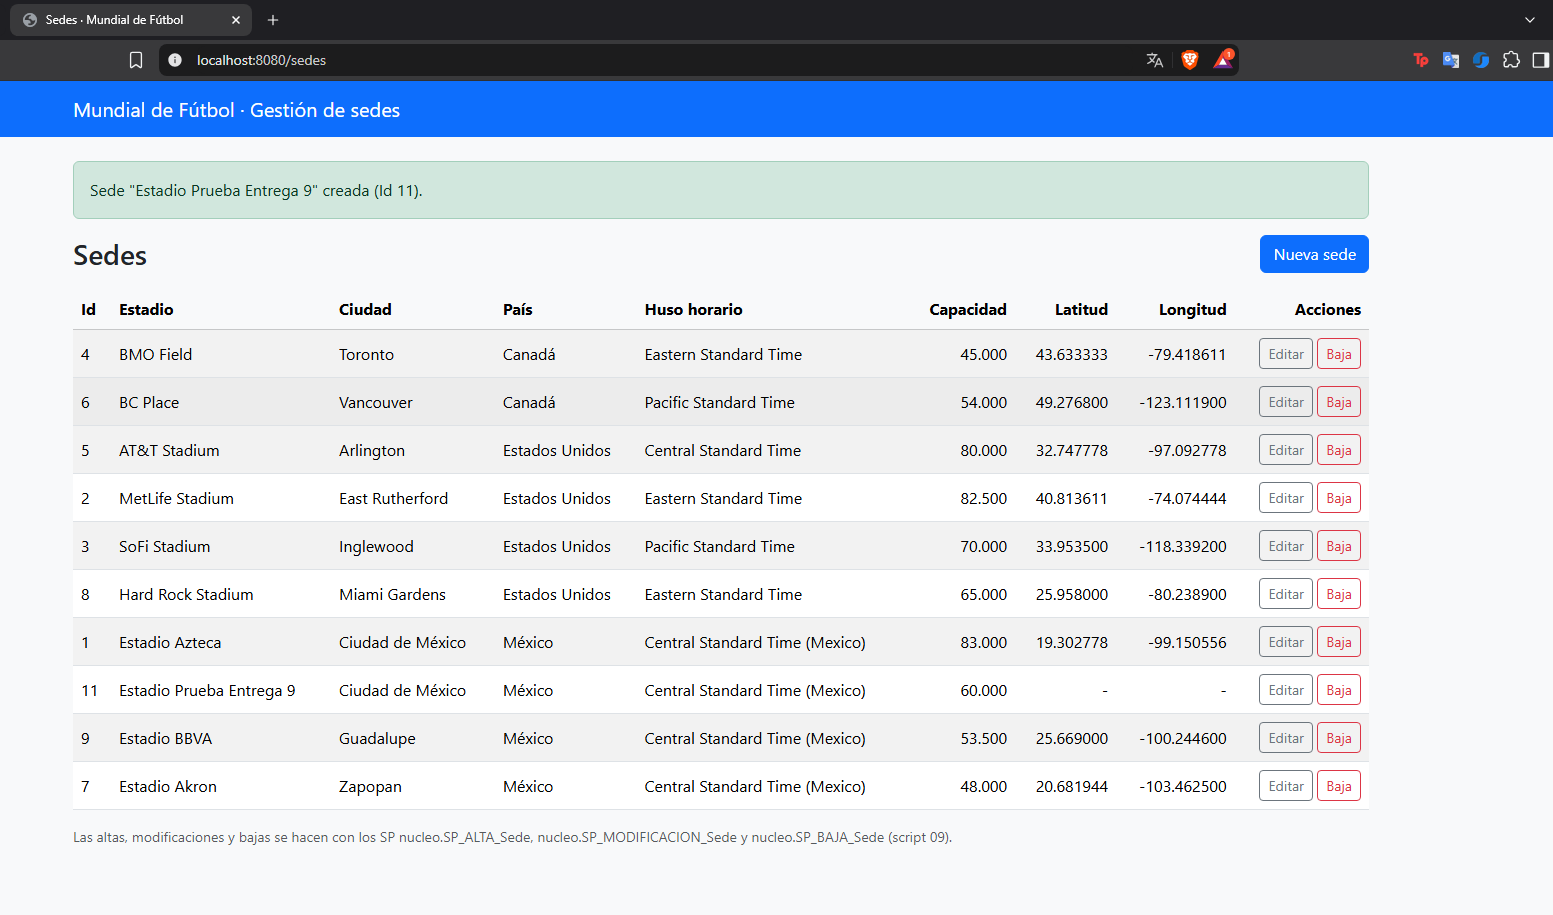 Sedes · Mundial de Fútbol
localhost:8080/sedes
1
Tp
Mundial de Fútbol · Gestión de sedes
Sede "Estadio Prueba Entrega 9" creada (Id 11).
Sedes
Nueva sede
Id Estadio Ciudad País Huso horario Capacidad Latitud Longitud Acciones
4 BMO Field Toronto Canadá Eastern Standard Time 45.000 43.633333 -79.418611 Editar Baja
6 BC Place Vancouver Canadá Pacific Standard Time 54.000 49.276800 -123.111900 Editar Baja
5 AT&T Stadium Arlington Estados Unidos Central Standard Time 80.000 32.747778 -97.092778 Editar Baja
2 MetLife Stadium East Rutherford Estados Unidos Eastern Standard Time 82.500 40.813611 -74.074444 Editar Baja
3 SoFi Stadium Inglewood Estados Unidos Pacific Standard Time 70.000 33.953500 -118.339200 Editar Baja
8 Hard Rock Stadium Miami Gardens Estados Unidos Eastern Standard Time 65.000 25.958000 -80.238900 Editar Baja
1 Estadio Azteca Ciudad de México México Central Standard Time (Mexico) 83.000 19.302778 -99.150556 Editar Baja
11 Estadio Prueba Entrega 9 Ciudad de México México Central Standard Time (Mexico) 60.000 - - Editar Baja
9 Estadio BBVA Guadalupe México Central Standard Time (Mexico) 53.500 25.669000 -100.244600 Editar Baja
7 Estadio Akron Zapopan México Central Standard Time (Mexico) 48.000 20.681944 -103.462500 Editar Baja
Las altas, modificaciones y bajas se hacen con los SP nucleo.SP_ALTA_Sede, nucleo.SP_MODIFICACION_Sede y nucleo.SP_BAJA_Sede (script 09).